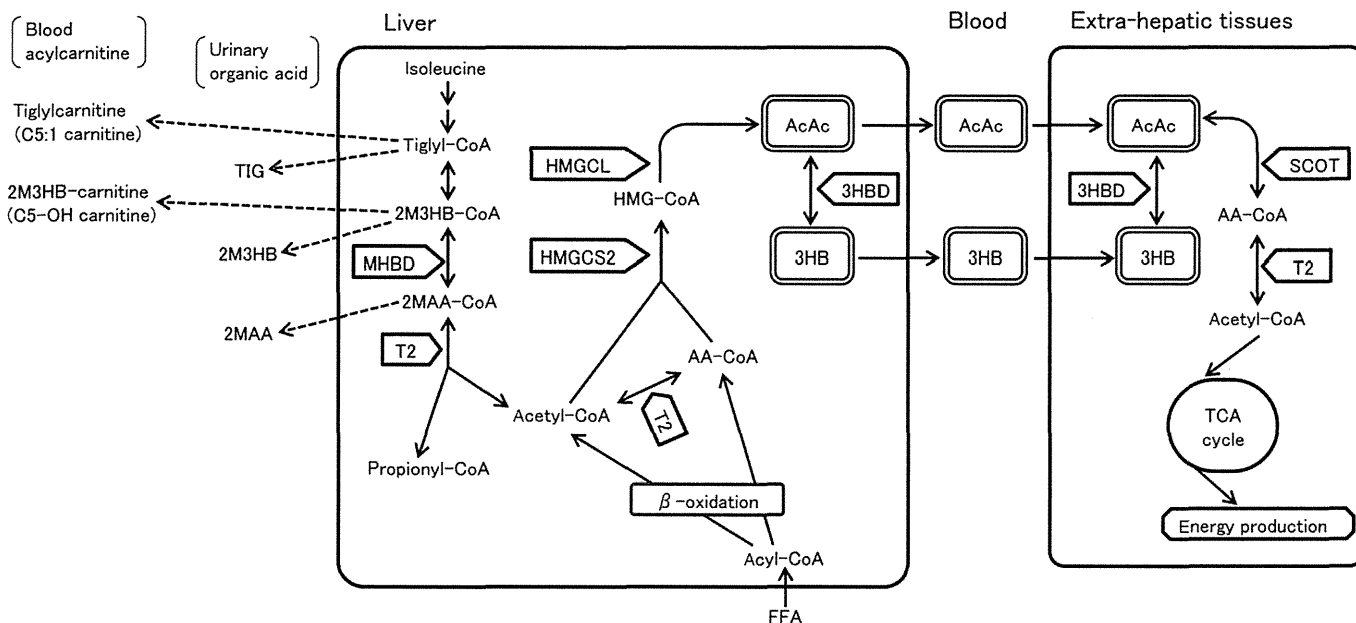 Liver
Blood
Extra-hepatic tissues
Blood
acylcarnitine
Urinary
organic acid
Isoleucine
Tiglylcarnitine
(C5:1 carnitine)
Tiglyl-CoA
TIG
2M3HB-carnitine
(C5-OH carnitine)
2M3HB-CoA
2M3HB
MHBD
2MAA-CoA
2MAA
T2
Acetyl-CoA
Propionyl-CoA
HMGCL
HMG-CoA
HMGCS2
AA-CoA
T2
β-oxidation
Acyl-CoA
FFA
AcAc
3HBD
3HB
AcAc
3HB
AcAc
3HBD
3HB
SCOT
AA-CoA
T2
Acetyl-CoA
TCA
cycle
Energy production